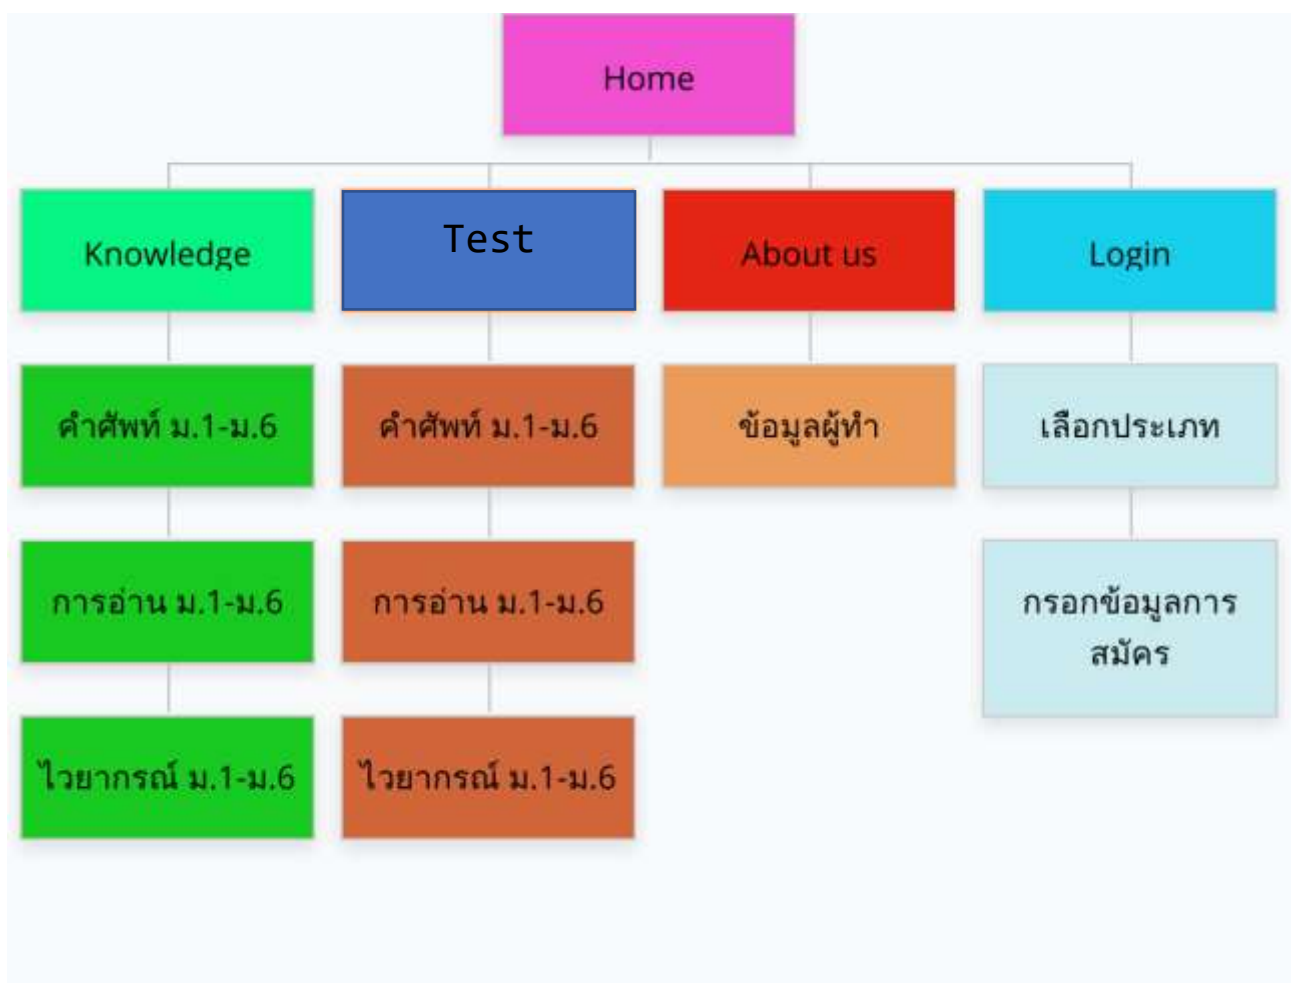 Home
Knowledge
Test
About us
Login
คำศัพท์ ม.1-ม.6
คำศัพท์ ม.1-ม.6
ข้อมูลผู้ทำ
เลือกประเภท
การอ่าน ม.1-ม.6
การอ่าน ม.1-ม.6
กรอกข้อมูลการ
สมัคร
ไวยากรณ์ ม.1-ม.6
ไวยากรณ์ ม.1-ม.6